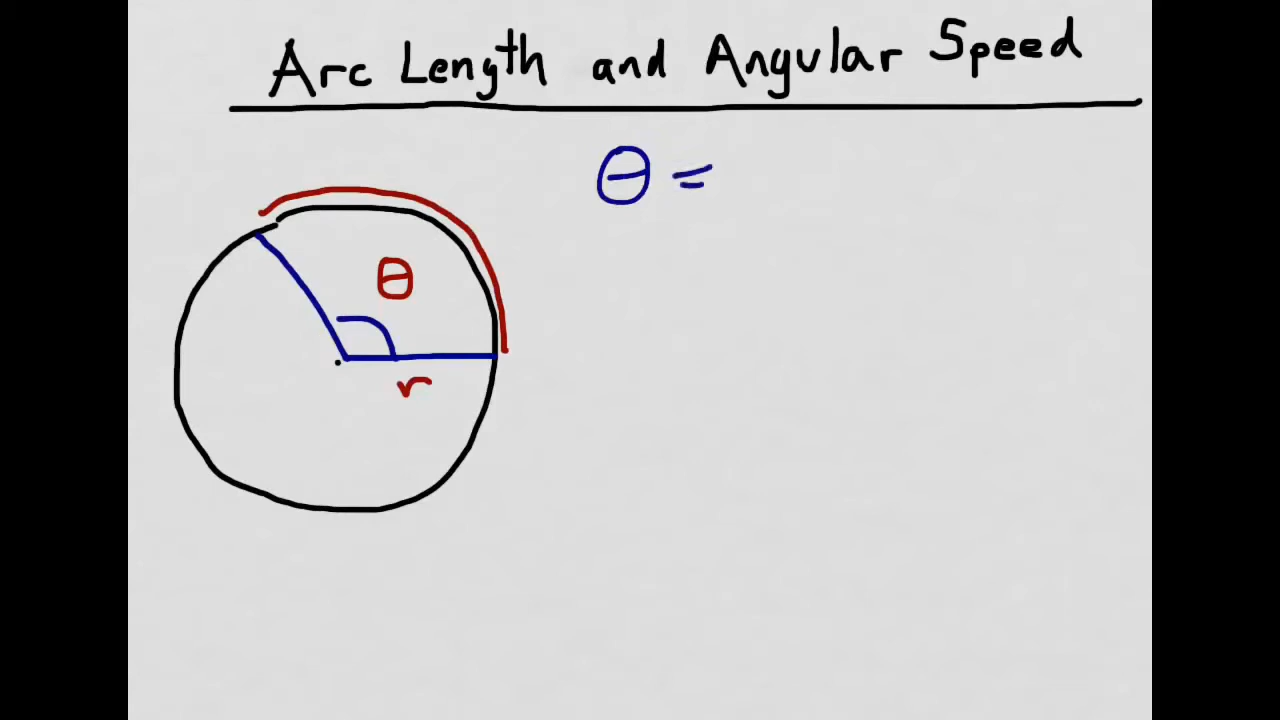 Arc Length and Angular Speed
θ =
θ
r